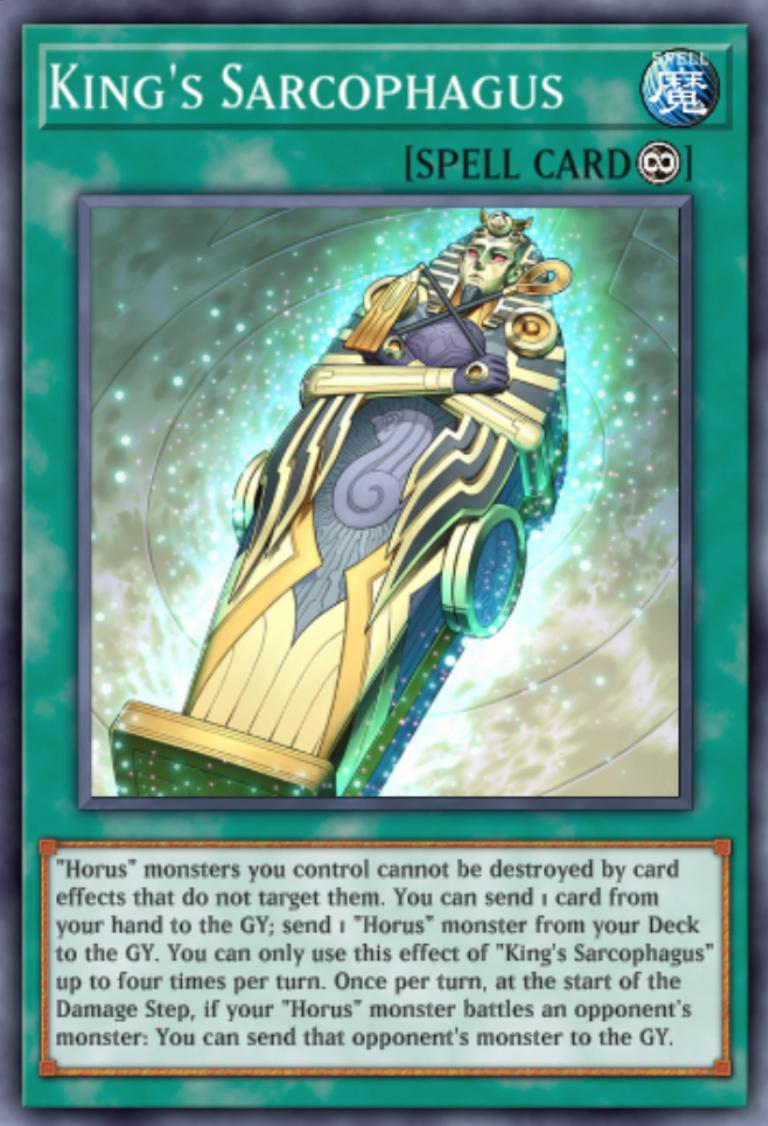 King's Sarcophagus
SPELL
魔
[SPELL CARD]
"Horus" monsters you control cannot be destroyed by card
effects that do not target them. You can send 1 card from
your hand to the GY; send 1 "Horus" monster from your Deck
to the GY. You can only use this effect of "King's Sarcophagus"
up to four times per turn. Once per turn, at the start of the
Damage Step, if your "Horus" monster battles an opponent's
monster: You can send that opponent's monster to the GY.